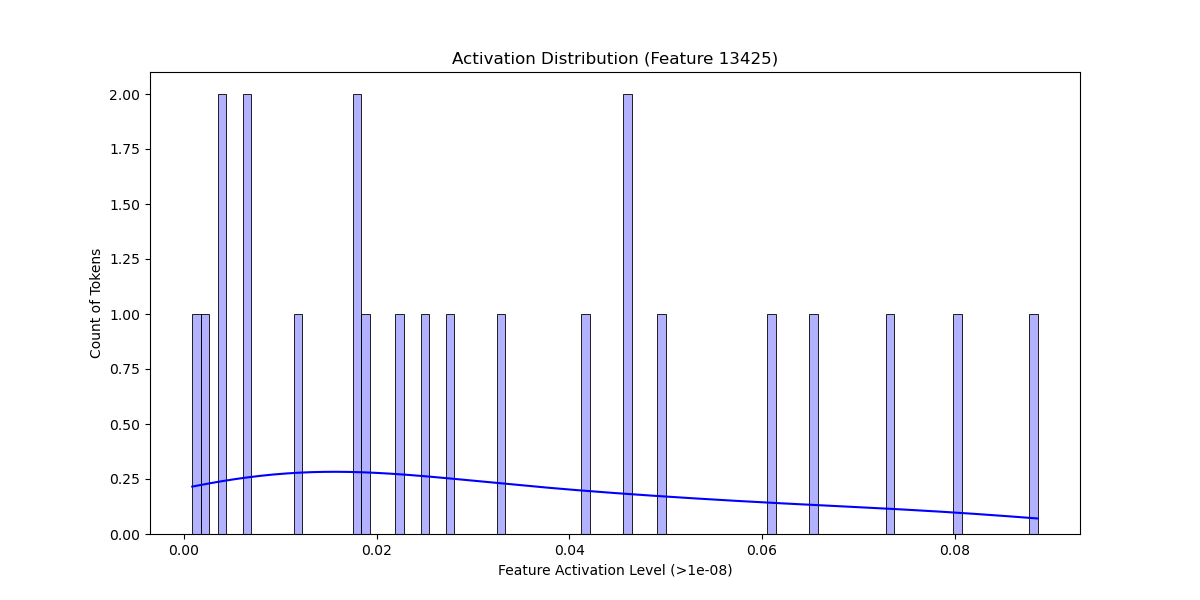 Activation Distribution (Feature 13425)
2.00
1.75
1.50
1.25
1.00
0.75
0.50
0.25
0.00
Count of Tokens
0.00 0.02 0.04 0.06 0.08
Feature Activation Level (>1e-08)